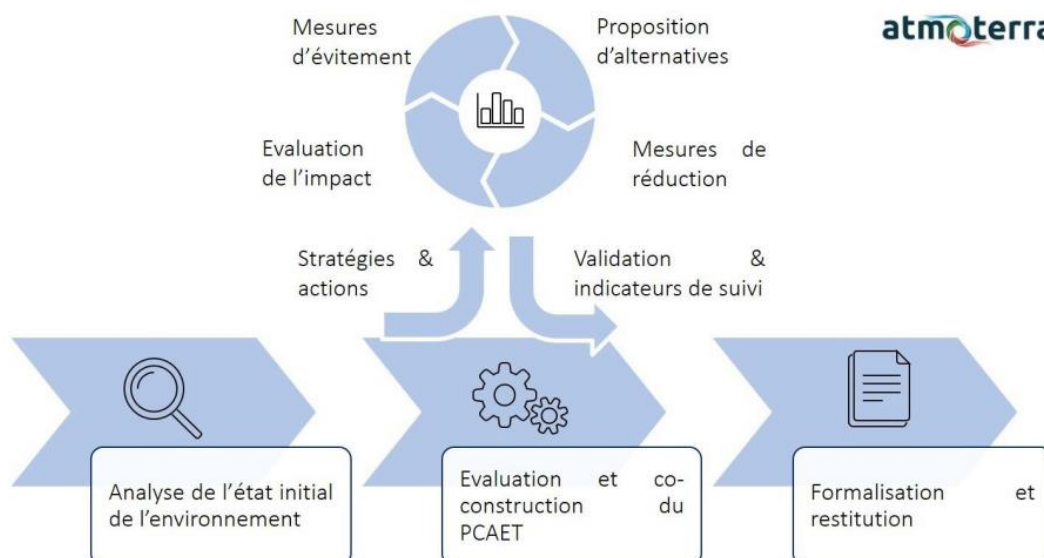 Mesures
d’évitement
Proposition
d’alternatives
atmoterra
Evaluation
de l’impact
Mesures de
réduction
Stratégies &
actions
Validation &
indicateurs de suivi
Analyse de l’état initial
de l’environnement
Evaluation et co-
construction du
PCAET
Formalisation et
restitution